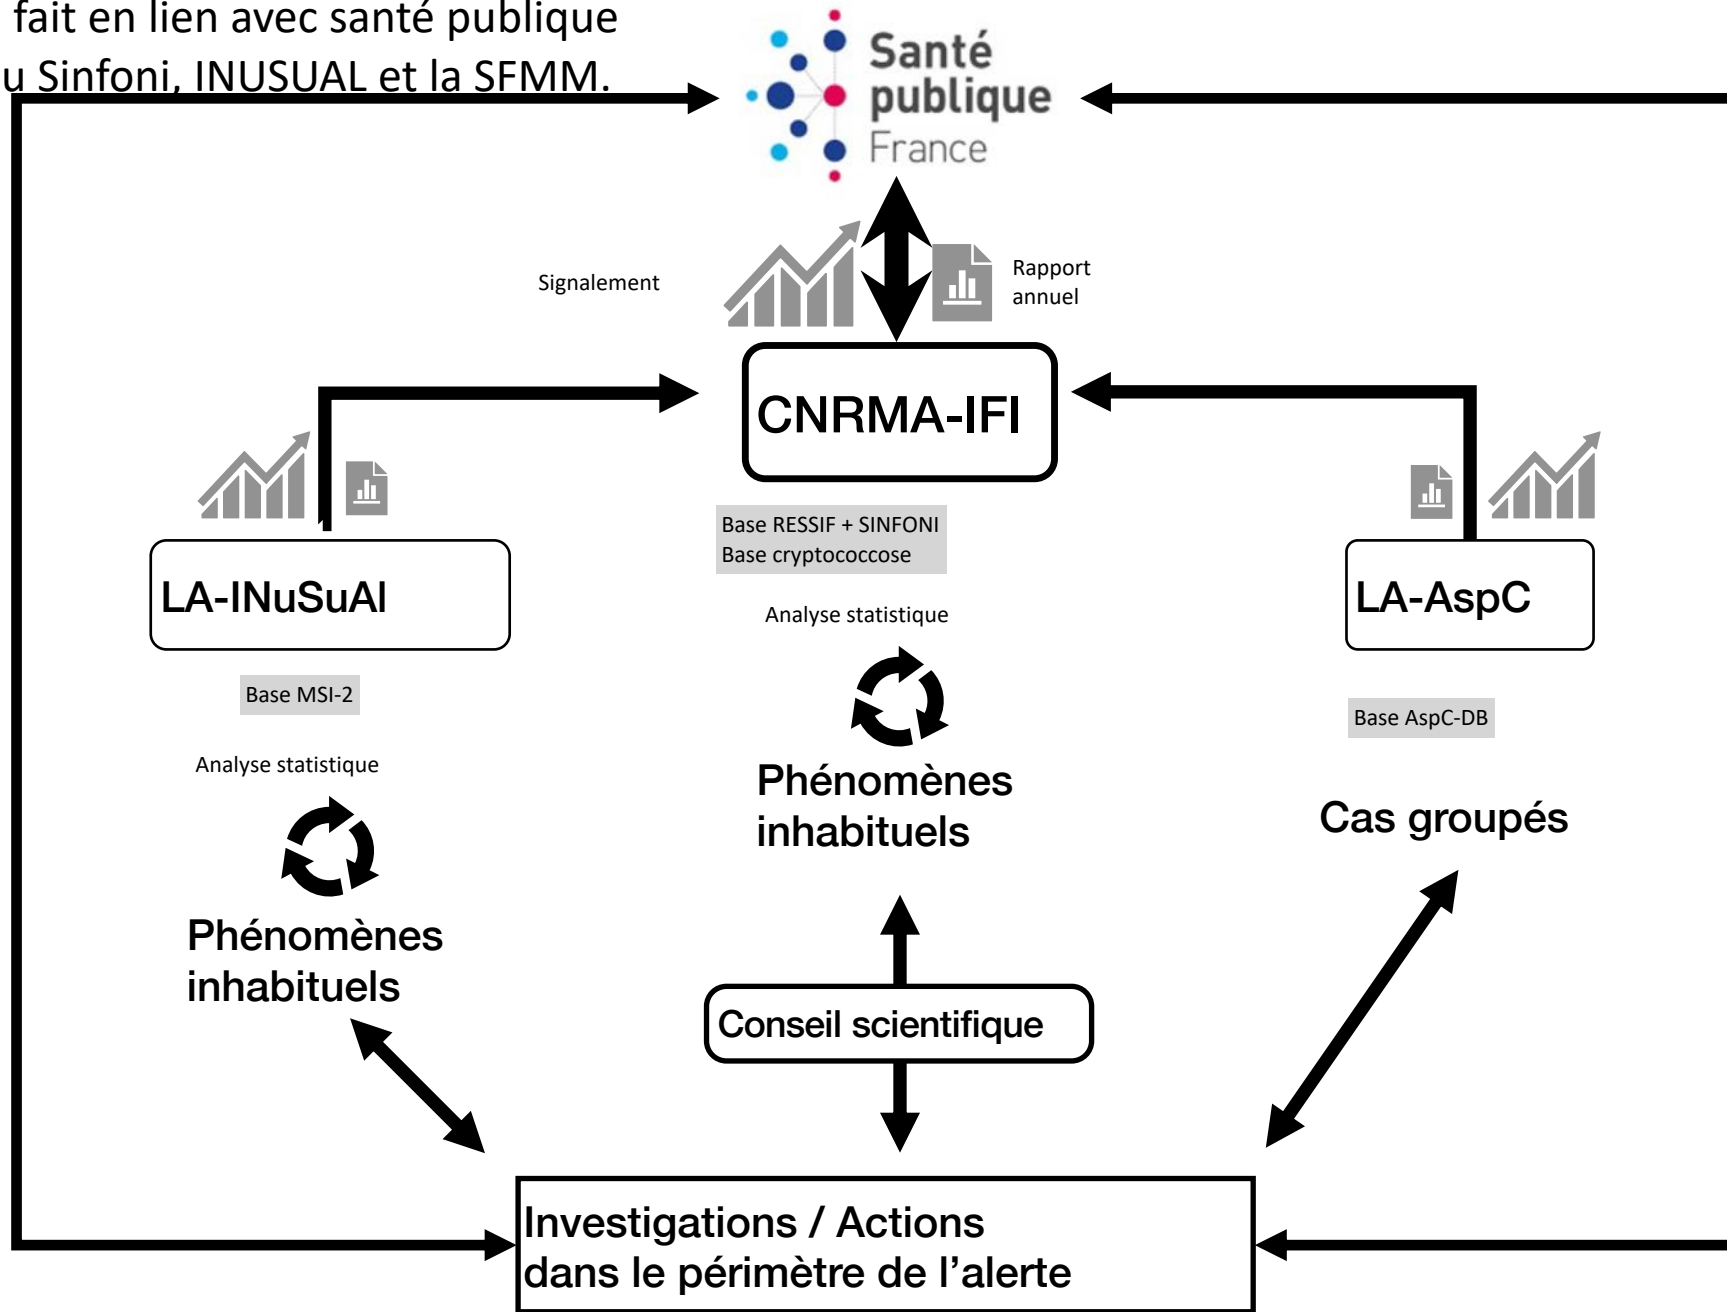 fait en lien avec santé publique
u Sinfoni, INUSUAL et la SFMM.
Santé
publique
France
Signalement
Rapport
annuel
CNRMA-IFI
LA-INuSuAl
Base RESSIF + SINFONI
Base cryptococcose
LA-AspC
Analyse statistique
Base MSI-2
Base AspC-DB
Analyse statistique
Phénomènes
inhabituels
Cas groupés
Phénomènes
inhabituels
Conseil scientifique
Investigations / Actions
dans le périmètre de l’alerte